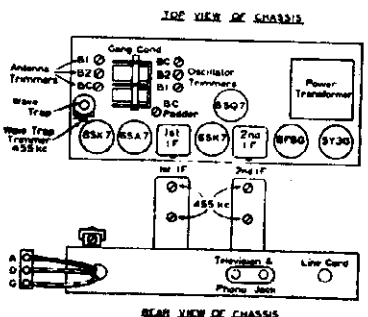 TOP VIEW OF CHASSIS
Gang Cond
B1
B2
BC
Antenna
Trimmers
BC
B2
B1
Oscillator
Trimmers
BC
Padder
Wave
Trap
Wave Trap
Trimmer
455 kc
6SK7
6SA7
1st
IF
6SK7
6SQ7
2nd
IF
Power
Transformer
5Y3G
1st IF
2nd IF
455 kc
A
D
G
Television &
Phono Jack
Line Cord
REAR VIEW OF CHASSIS